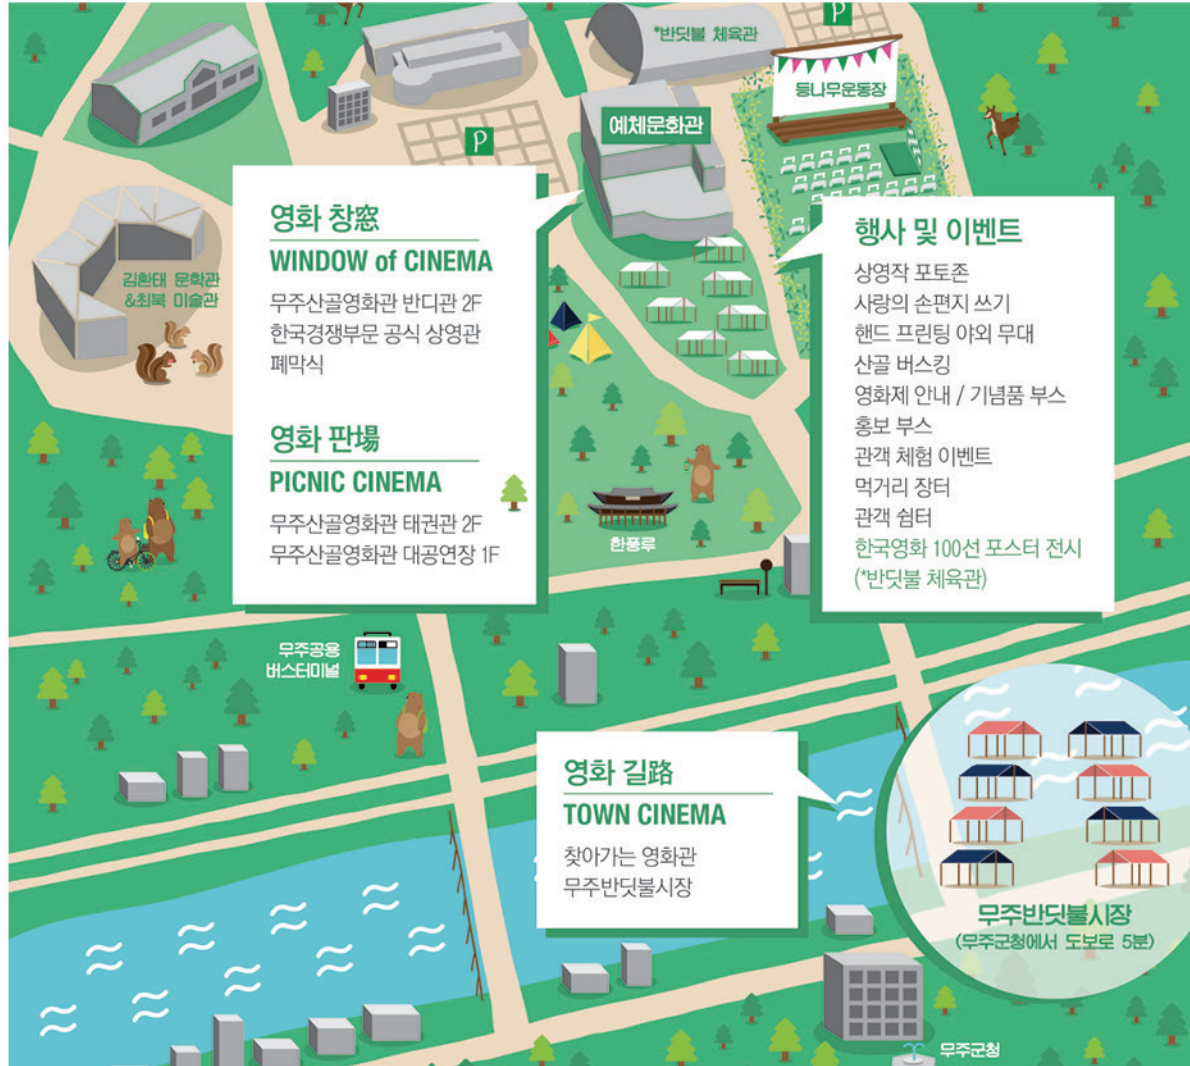 P
*반딧불 체육관
등나무운동장
예체문화관
P
김환태 문학관
&최북 미술관
영화 창窓
WINDOW of CINEMA
무주산골영화관 반디관 2F
한국경쟁부문 공식 상영관
폐막식
영화 판場
PICNIC CINEMA
무주산골영화관 태권관 2F
무주산골영화관 대공연장 1F
행사 및 이벤트
상영작 포토존
사랑의 손편지 쓰기
핸드 프린팅 야외 무대
산골 버스킹
영화제 안내 / 기념품 부스
홍보 부스
관객 체험 이벤트
먹거리 장터
관객 쉼터
한국영화 100선 포스터 전시
(*반딧불 체육관)
한풍루
무주공용
버스터미널
영화 길路
TOWN CINEMA
찾아가는 영화관
무주반딧불시장
무주반딧불시장
(무주군청에서 도보로 5분)
무주군청